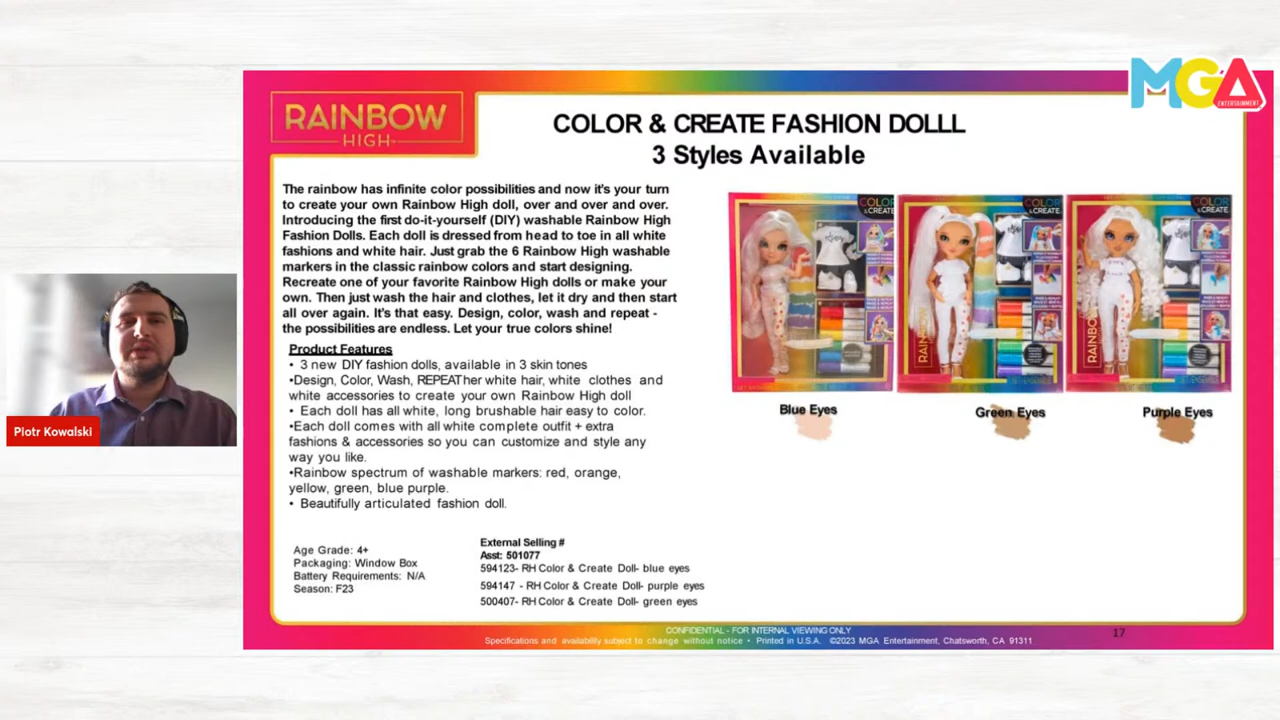 MGA
ENTERTAINMENT
RAINBOW
HIGH
COLOR & CREATE FASHION DOLLL
3 Styles Available
The rainbow has infinite color possibilities and now it's your turn
to create your own Rainbow High doll, over and over and over.
Introducing the first do-it-yourself (DIY) washable Rainbow High
Fashion Dolls. Each doll is dressed from head to toe in all white
fashions and white hair. Just grab the 6 Rainbow High washable
markers in the classic rainbow colors and start designing.
Recreate one of your favorite Rainbow High dolls or make your
own. Then just wash the hair and clothes, let it dry and then start
all over again. It's that easy. Design, color, wash and repeat -
the possibilities are endless. Let your true colors shine!
Product Features
• 3 new DIY fashion dolls, available in 3 skin tones
•Design, Color, Wash, REPEATher white hair, white clothes and
white accessories to create your own Rainbow High doll
• Each doll has all white, long brushable hair easy to color.
•Each doll comes with all white complete outfit + extra
fashions & accessories so you can customize and style any
way you like.
•Rainbow spectrum of washable markers: red, orange,
yellow, green, blue purple.
• Beautifully articulated fashion doll.
COLOR
&CREATE
COLOR
&CREATE
COLOR
&CREATE
RAINBOW
RAINBOW
Blue Eyes
Green Eyes
Purple Eyes
Piotr Kowalski
Age Grade: 4+
Packaging: Window Box
Battery Requirements: N/A
Season: F23
External Selling #
Asst: 501077
594123- RH Color & Create Doll- blue eyes
594147 - RH Color & Create Doll- purple eyes
500407- RH Color & Create Doll- green eyes
CONFIDENTIAL - FOR INTERNAL VIEWING ONLY
Specifications and availability subject to change without notice • Printed in U.S.A. ©2023 MGA Entertainment, Chatsworth, CA 91311
17